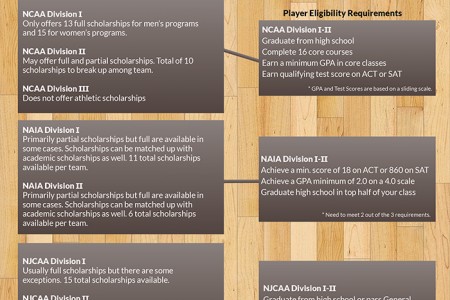 NCAA Division I
Only offers 13 full scholarships for men's programs
and 15 for women's programs.
NCAA Division II
May offer full and partial scholarships. Total of 10
scholarships to break up among team.
NCAA Division III
Does not offer athletic scholarships
Player Eligibility Requirements
NCAA Division I-II
Graduate from high school
Complete 16 core courses
Earn a minimum GPA in core classes
Earn qualifying test score on ACT or SAT
* GPA and Test Scores are based on a sliding scale.
NAIA Division I
Primarily partial scholarships but full are available in
some cases. Scholarships can be matched up with
academic scholarships as well. 11 total scholarships
available per team.
NAIA Division II
Primarily partial scholarships but full are available in
some cases. Scholarships can be matched up with
academic scholarships as well. 6 total scholarships
available per team.
NAIA Division I-II
Achieve a min. score of 18 on ACT or 860 on SAT
Achieve a GPA minimum of 2.0 on a 4.0 scale
Graduate high school in top half of your class
* Need to meet 2 out of the 3 requirements.
NJCAA Division I
Usually full scholarships but there are some
exceptions. 15 total scholarships available.
NJCAA Division II
NJCAA Division I-II
Graduate from high school or pass General